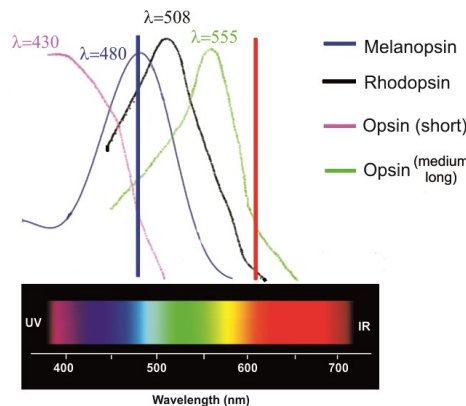 λ=508
λ=430
λ=480
λ=555
Melanopsin
Rhodopsin
Opsin (short)
Opsin (medium
long)
UV
IR
400
500
600
700
Wavelength (nm)